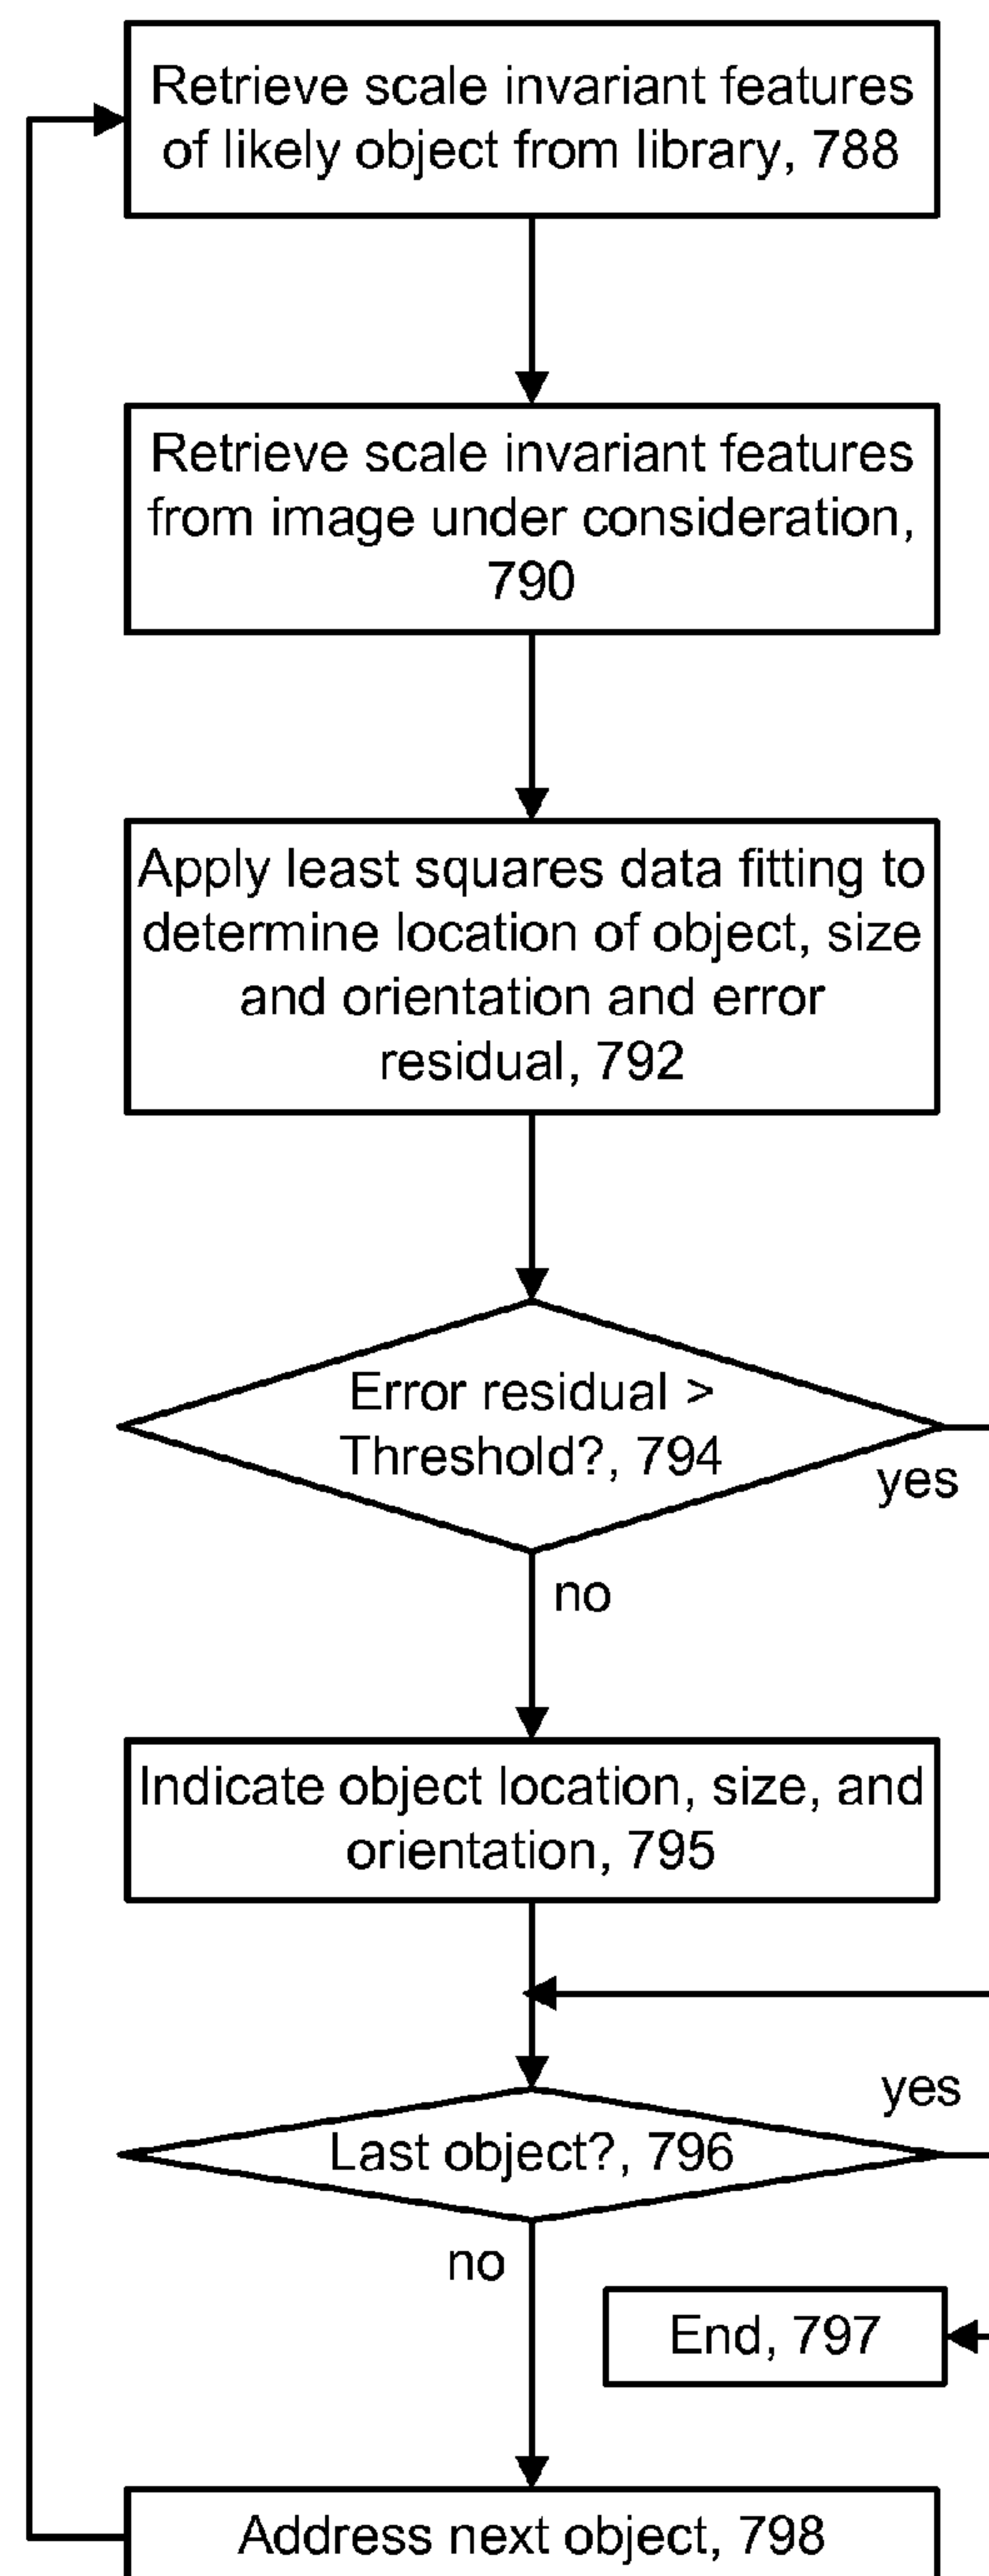 Retrieve scale invariant features
of likely object from library, 788
Retrieve scale invariant features
from image under consideration,
790
Apply least squares data fitting to
determine location of object, size
and orientation and error
residual, 792
Error residual >
Threshold?, 794
yes
no
Indicate object location, size, and
orientation, 795
yes
Last object?, 796
no
End, 797
Address next object, 798